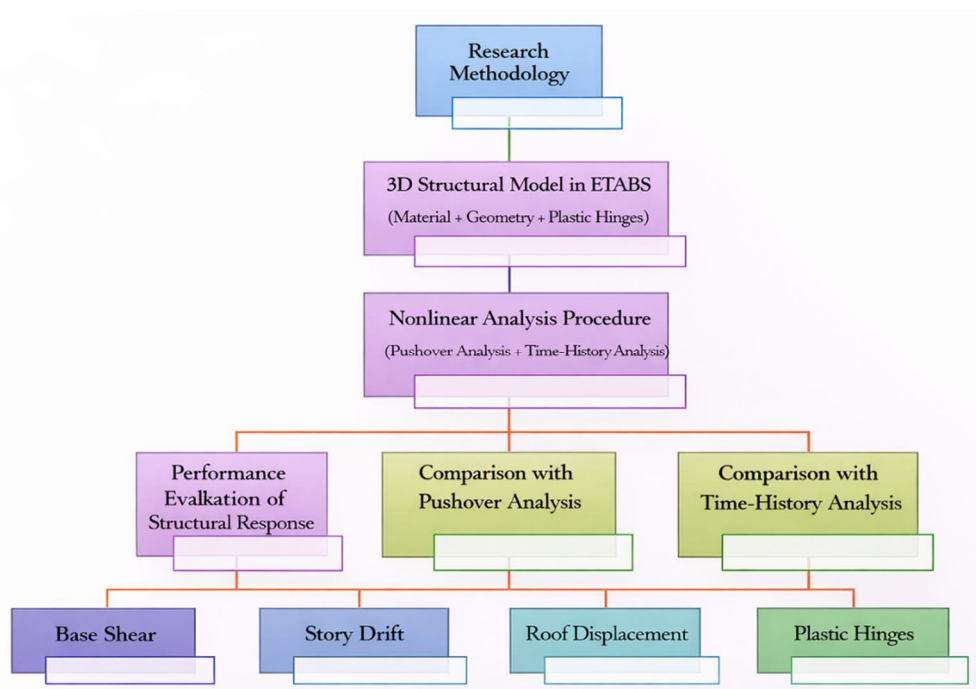 Research
Methodology
3D Structural Model in ETABS
(Material + Geometry + Plastic Hinges)
Nonlinear Analysis Procedure
(Pushover Analysis + Time-History Analysis)
Performance
Evalkation of
Structural Response
Comparison with
Pushover Analysis
Comparison with
Time-History Analysis
Base Shear
Story Drift
Roof Displacement
Plastic Hinges